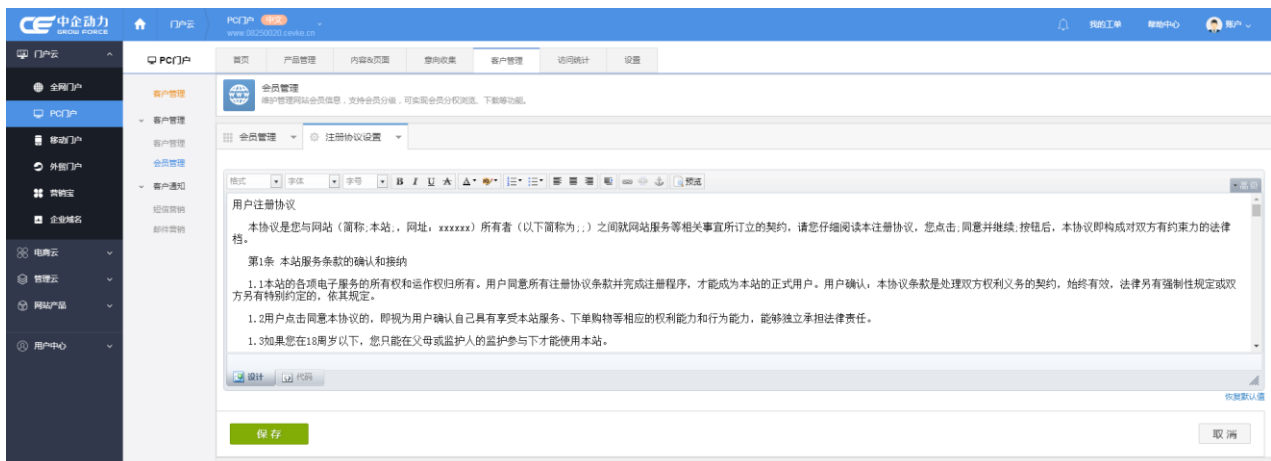 中企动力
GROW FORCE
门户云
PC门户 中文
www.08250020.cevke.cn
我的工单
帮助中心
账户
门户云
全网门户
PC门户
移动门户
外贸门户
营销宝
企业域名
电商云
管理云
网站产品
用户中心
PC门户
客户管理
客户管理
客户管理
会员管理
客户通知
短信营销
邮件营销
首页 产品管理 内容&页面 意向收集 客户管理 访问统计 设置
会员管理
维护管理网站会员信息，支持会员分级，可实现会员分权浏览、下载等功能。
会员管理 注册协议设置
格式 字体 字号 B I U A A 预览
用户注册协议
本协议是您与网站（简称;本站;，网址：xxxxxx）所有者（以下简称为;;）之间就网站服务等相关事宜所订立的契约，请您仔细阅读本注册协议，您点击;同意并继续;按钮后，本协议即构成对双方有约束力的法律
档。
第1条 本站服务条款的确认和接纳
1.1本站的各项电子服务的所有权和运作权归所有。用户同意所有注册协议条款并完成注册程序，才能成为本站的正式用户。用户确认：本协议条款是处理双方权利义务的契约，始终有效，法律另有强制性规定或双
方另有特别约定的，依其规定。
1.2用户点击同意本协议的，即视为用户确认自己具有享受本站服务、下单购物等相应的权利能力和行为能力，能够独立承担法律责任。
1.3如果您在18周岁以下，您只能在父母或监护人的监护参与下才能使用本站。
设计 代码
恢复默认值
保存
取消